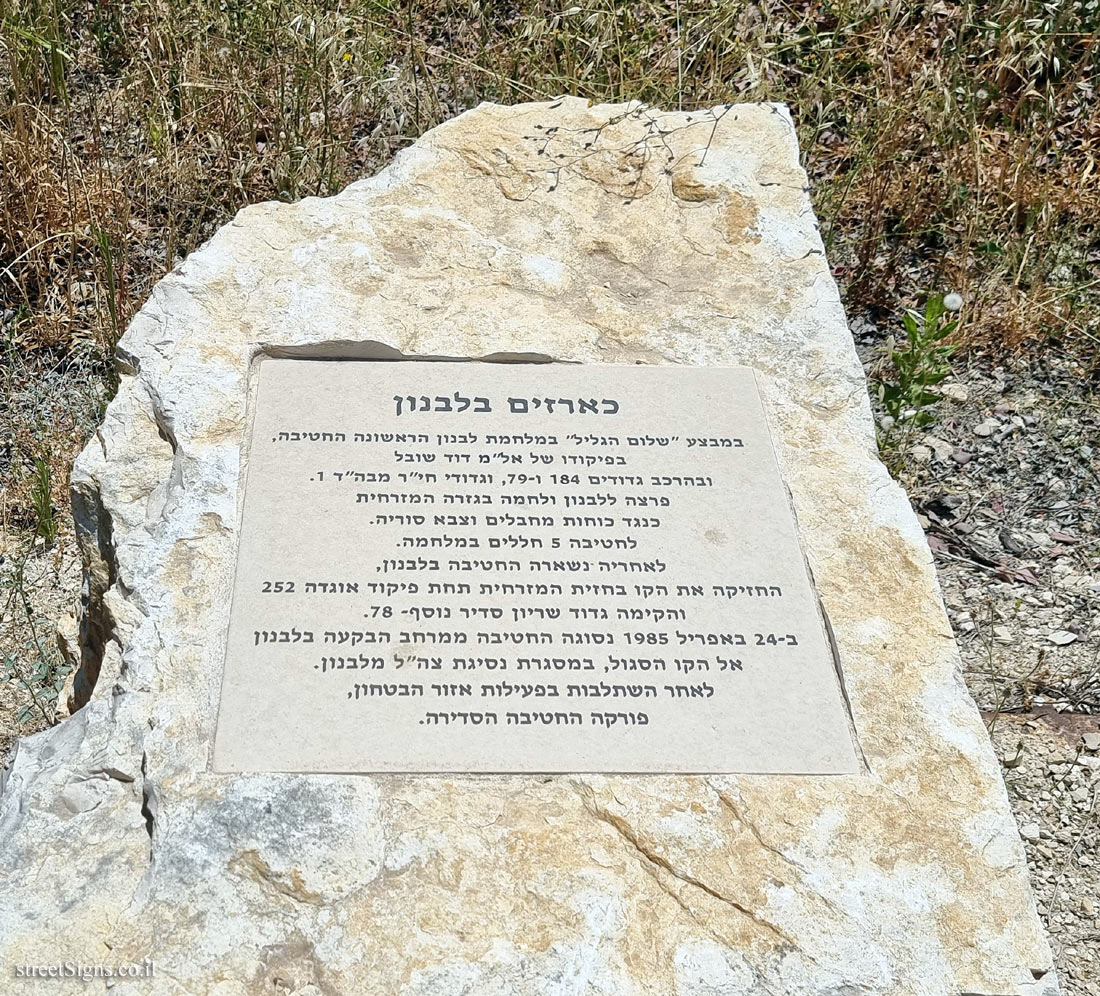 כארזים בלבנון
במבצע "שלום הגליל" במלחמת לבנון הראשונה החטיבה,
בפיקודו של אל"מ דוד שובל
ובהרכב גדודים 184 ו-79, וגדודי חי"ר מבה"ד 1.
פרצה ללבנון ולחמה בגזרה המזרחית
כנגד כוחות מחבלים וצבא סוריה.
לחטיבה 5 חללים במלחמה.
לאחריה נשארה החטיבה בלבנון,
החזיקה את הקו בחזית המזרחית תחת פיקוד אוגדה 252
והקימה גדוד שריון סדיר נוסף- 78.
ב-24 באפריל 1985 נסוגה החטיבה ממרחב הבקעה בלבנון
אל הקו הסגול, במסגרת נסיגת צה"ל מלבנון.
לאחר השתלבות בפעילות אזור הבטחון,
פורקה החטיבה הסדירה.
streetSigns.co.il